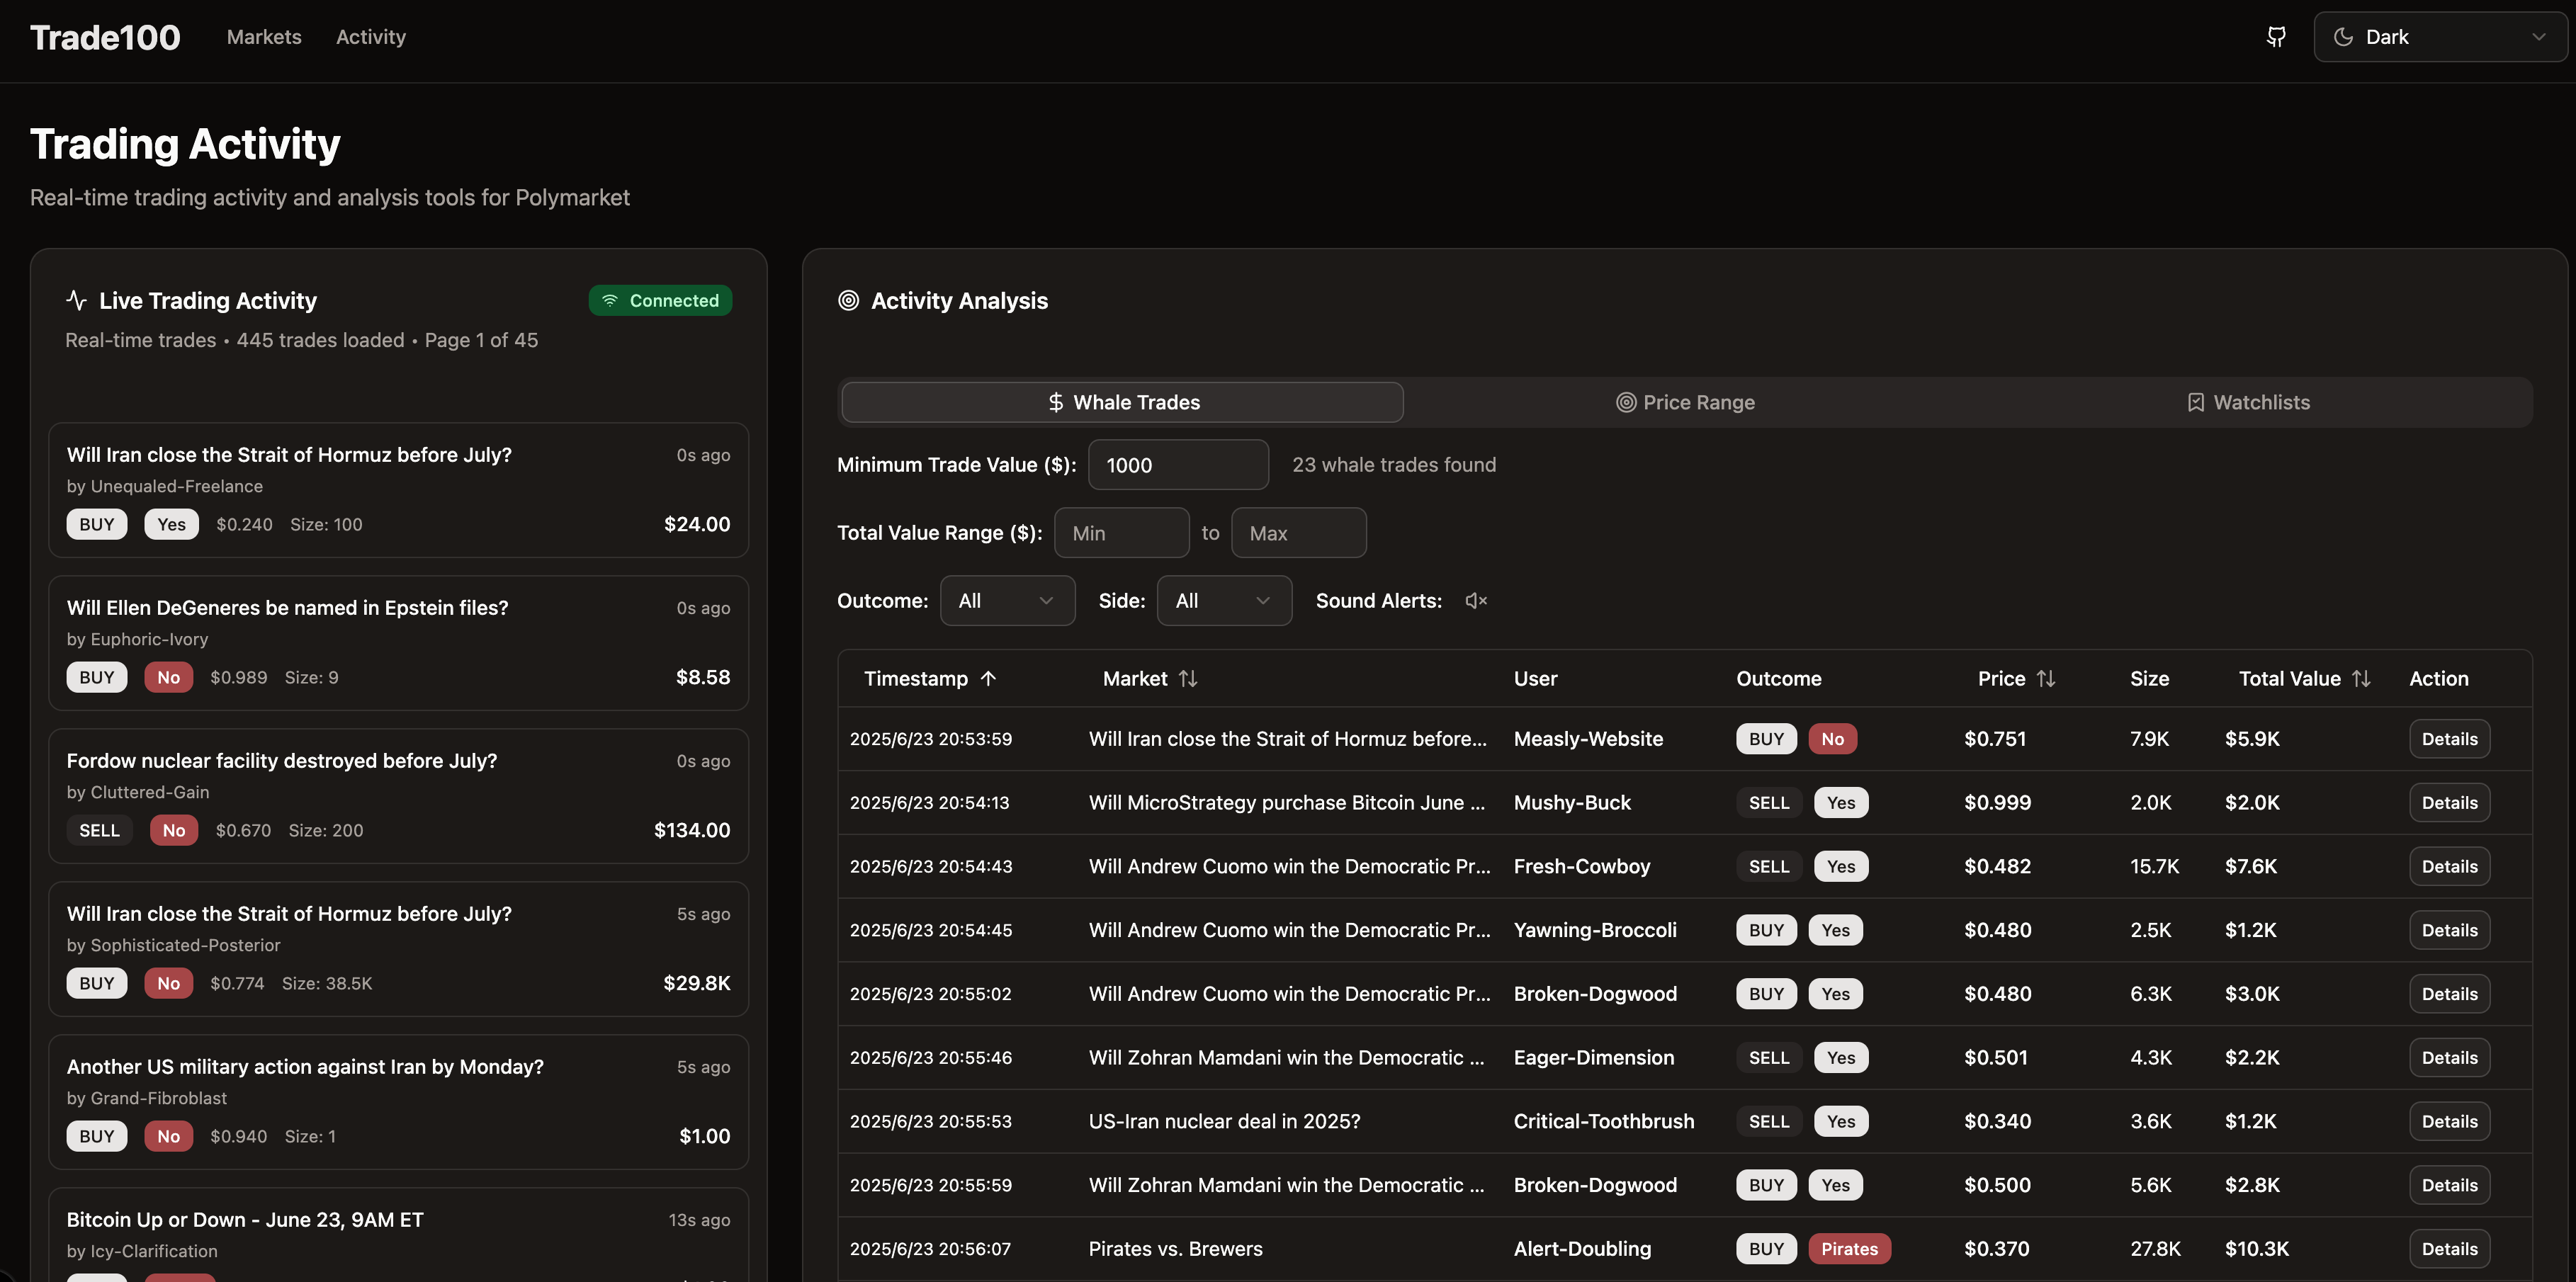 Trade100 Markets Activity Dark
Trading Activity
Real-time trading activity and analysis tools for Polymarket
Live Trading Activity Connected
Real-time trades • 445 trades loaded • Page 1 of 45
Will Iran close the Strait of Hormuz before July? 0s ago
by Unequaled-Freelance
BUY Yes $0.240 Size: 100 $24.00
Will Ellen DeGeneres be named in Epstein files? 0s ago
by Euphoric-Ivory
BUY No $0.989 Size: 9 $8.58
Fordow nuclear facility destroyed before July? 0s ago
by Cluttered-Gain
SELL No $0.670 Size: 200 $134.00
Will Iran close the Strait of Hormuz before July? 5s ago
by Sophisticated-Posterior
BUY No $0.774 Size: 38.5K $29.8K
Another US military action against Iran by Monday? 5s ago
by Grand-Fibroblast
BUY No $0.940 Size: 1 $1.00
Bitcoin Up or Down - June 23, 9AM ET 13s ago
by Icy-Clarification
Activity Analysis
Whale Trades Price Range Watchlists
Minimum Trade Value ($): 1000 23 whale trades found
Total Value Range ($): Min to Max
Outcome: All Side: All Sound Alerts:
Timestamp Market User Outcome Price Size Total Value Action
2025/6/23 20:53:59 Will Iran close the Strait of Hormuz before... Measly-Website BUY No $0.751 7.9K $5.9K Details
2025/6/23 20:54:13 Will MicroStrategy purchase Bitcoin June ... Mushy-Buck SELL Yes $0.999 2.0K $2.0K Details
2025/6/23 20:54:43 Will Andrew Cuomo win the Democratic Pr... Fresh-Cowboy SELL Yes $0.482 15.7K $7.6K Details
2025/6/23 20:54:45 Will Andrew Cuomo win the Democratic Pr... Yawning-Broccoli BUY Yes $0.480 2.5K $1.2K Details
2025/6/23 20:55:02 Will Andrew Cuomo win the Democratic Pr... Broken-Dogwood BUY Yes $0.480 6.3K $3.0K Details
2025/6/23 20:55:46 Will Zohran Mamdani win the Democratic ... Eager-Dimension SELL Yes $0.501 4.3K $2.2K Details
2025/6/23 20:55:53 US-Iran nuclear deal in 2025? Critical-Toothbrush SELL Yes $0.340 3.6K $1.2K Details
2025/6/23 20:55:59 Will Zohran Mamdani win the Democratic ... Broken-Dogwood BUY Yes $0.500 5.6K $2.8K Details
2025/6/23 20:56:07 Pirates vs. Brewers Alert-Doubling BUY Pirates $0.370 27.8K $10.3K Details